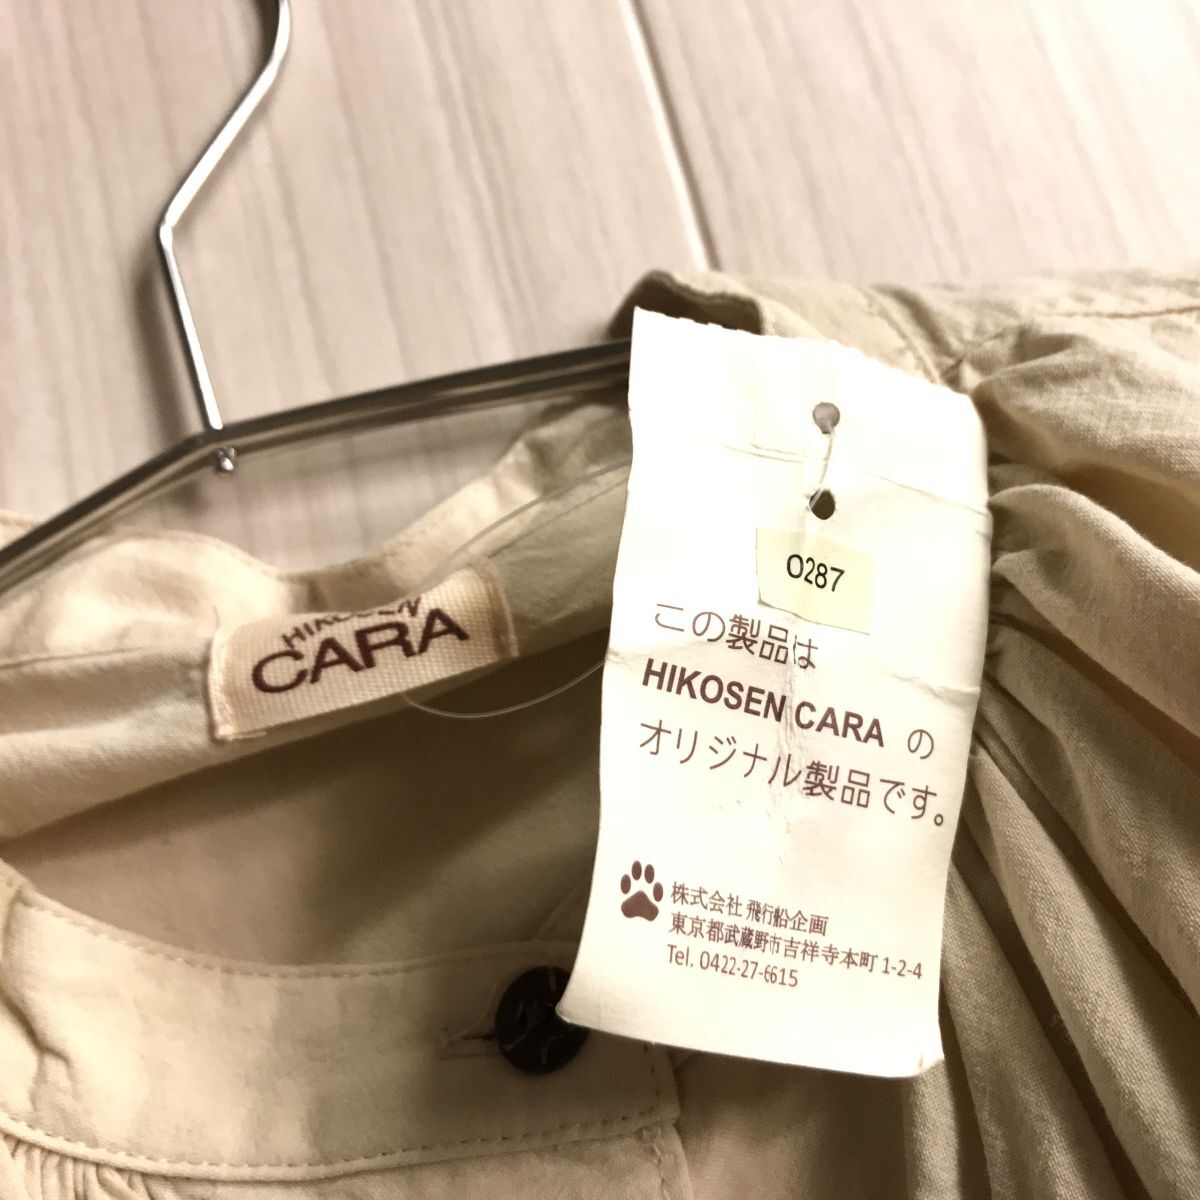 HIKOSEN
CARA
0287
この製品は
HIKOSEN CARA の
オリジナル製品です。
株式会社 飛行船企画
東京都武蔵野市吉祥寺本町 1-2-4
Tel. 0422-27-6615